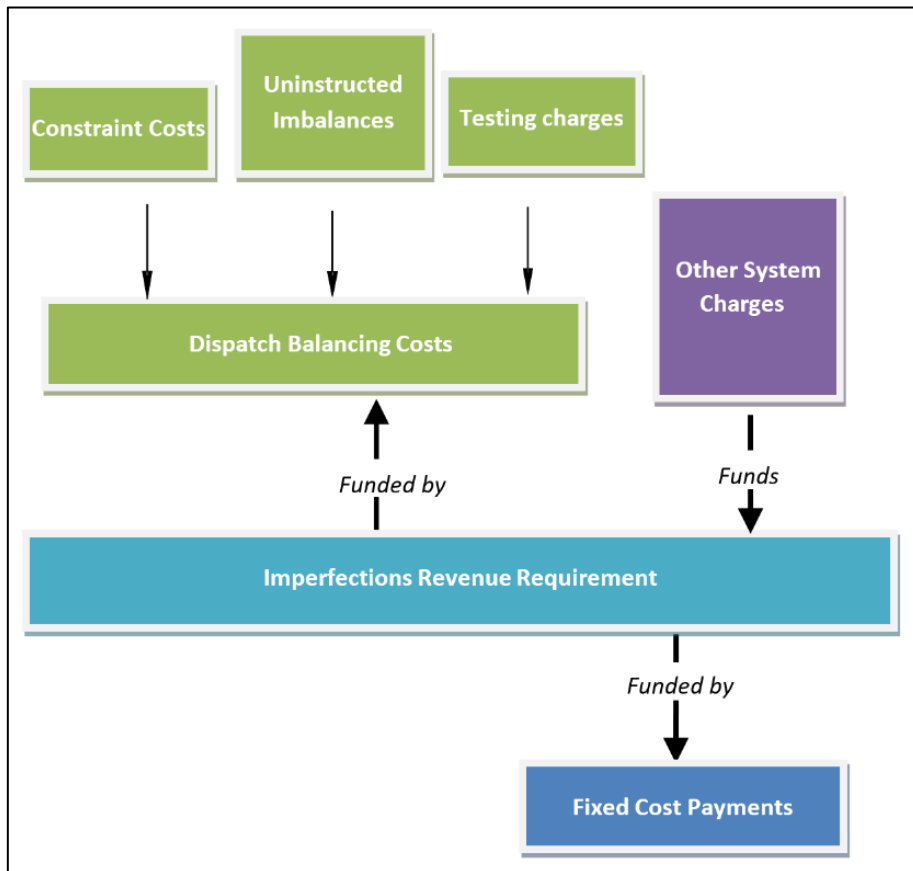 Constraint Costs
Uninstructed
Imbalances
Testing charges
Other System
Charges
Dispatch Balancing Costs
Funded by
Funds
Imperfections Revenue Requirement
Funded by
Fixed Cost Payments